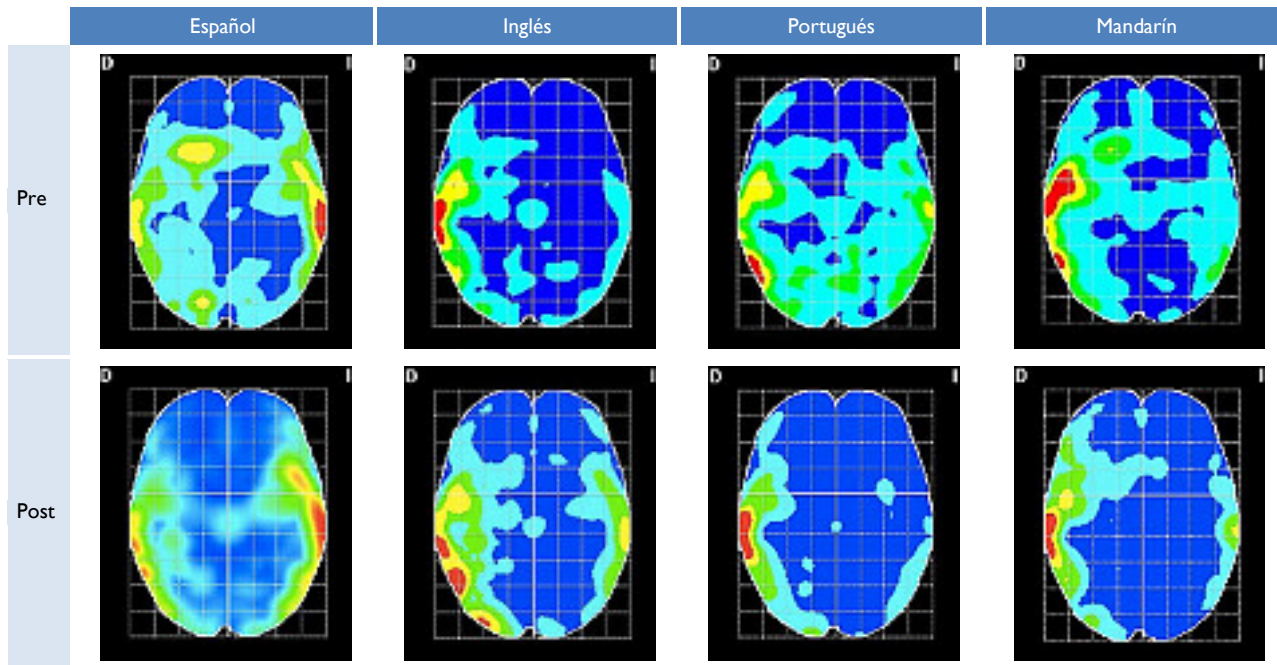 Español Inglés Portugués Mandarín
Pre
D I D I D I D I
Post
D I D I D I D I